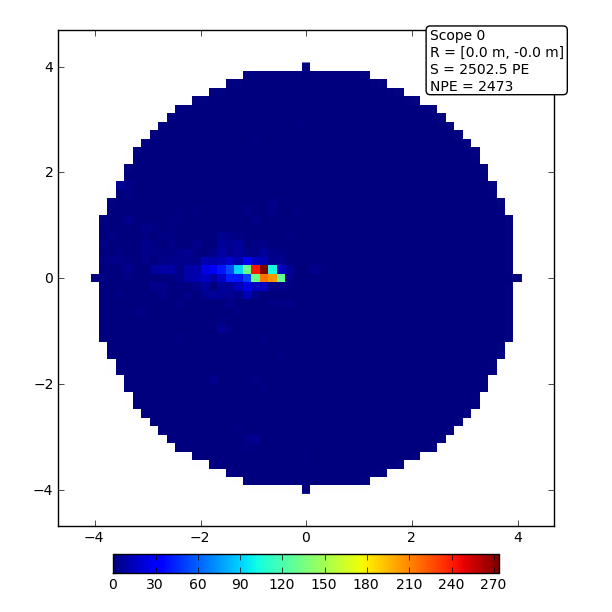 Scope 0
R = [0.0 m, -0.0 m]
S = 2502.5 PE
NPE = 2473
4
2
0
−2
−4
−4 −2 0 2 4
0 30 60 90 120 150 180 210 240 270